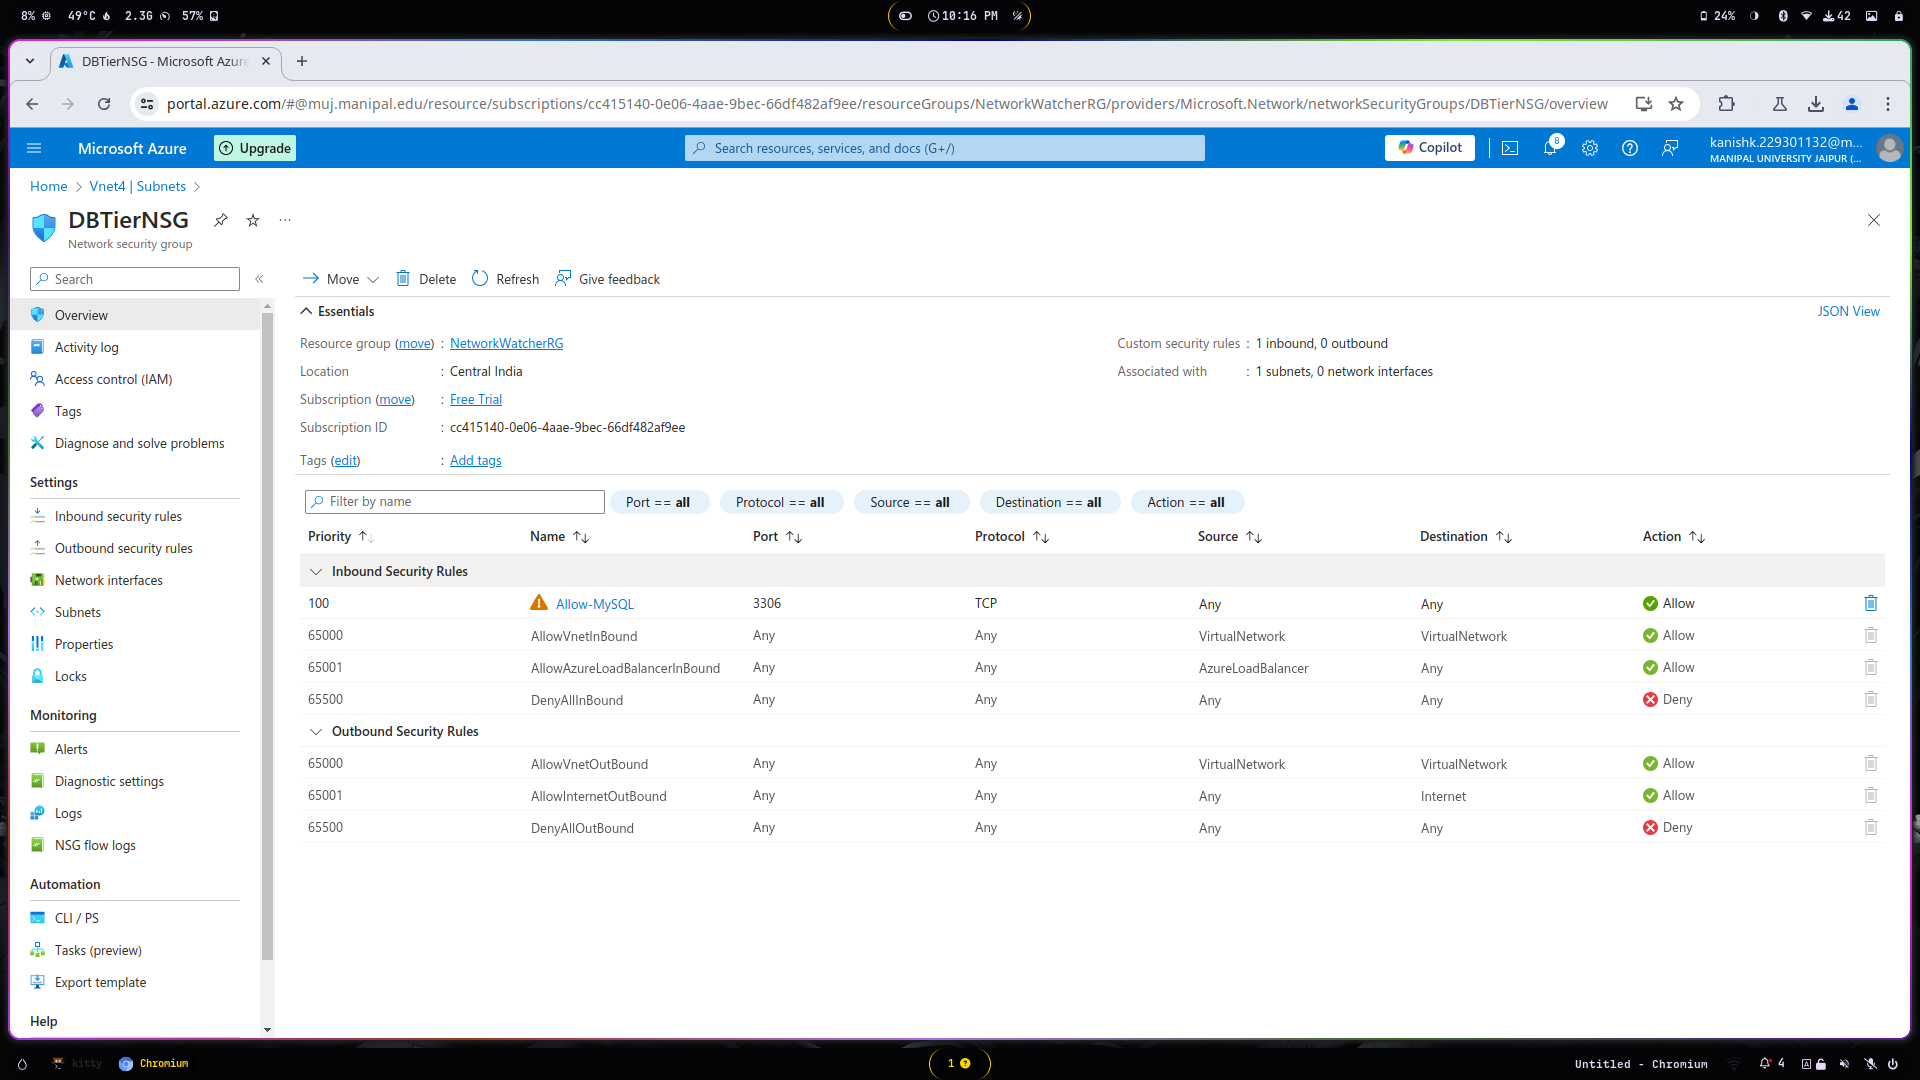 8% 49°C 2.3G 57% 10:16 PM 24% 42
DBTierNSG - Microsoft Azure
portal.azure.com/#@muj.manipal.edu/resource/subscriptions/cc415140-0e06-4aae-9bec-66df482af9ee/resourceGroups/NetworkWatcherRG/providers/Microsoft.Network/networkSecurityGroups/DBTierNSG/overview
Microsoft Azure Upgrade Search resources, services, and docs (G+/) Copilot 8 kanishk.229301132@m...
MANIPAL UNIVERSITY JAIPUR (...
Home > Vnet4 | Subnets >
DBTierNSG ...
Network security group
Search «
Move Delete Refresh Give feedback
Overview
Activity log
Access control (IAM)
Tags
Diagnose and solve problems
Settings
Inbound security rules
Outbound security rules
Network interfaces
Subnets
Properties
Locks
Monitoring
Alerts
Diagnostic settings
Logs
NSG flow logs
Automation
CLI / PS
Tasks (preview)
Export template
Help
Essentials JSON View
Resource group (move) : NetworkWatcherRG Custom security rules : 1 inbound, 0 outbound
Location : Central India Associated with : 1 subnets, 0 network interfaces
Subscription (move) : Free Trial
Subscription ID : cc415140-0e06-4aae-9bec-66df482af9ee
Tags (edit) : Add tags
Filter by name Port == all Protocol == all Source == all Destination == all Action == all
Priority Name Port Protocol Source Destination Action
Inbound Security Rules
100 Allow-MySQL 3306 TCP Any Any Allow
65000 AllowVnetInBound Any Any VirtualNetwork VirtualNetwork Allow
65001 AllowAzureLoadBalancerInBound Any Any AzureLoadBalancer Any Allow
65500 DenyAllInBound Any Any Any Any Deny
Outbound Security Rules
65000 AllowVnetOutBound Any Any VirtualNetwork VirtualNetwork Allow
65001 AllowInternetOutBound Any Any Any Internet Allow
65500 DenyAllOutBound Any Any Any Any Deny
kitty Chromium 1 Untitled - Chromium 4